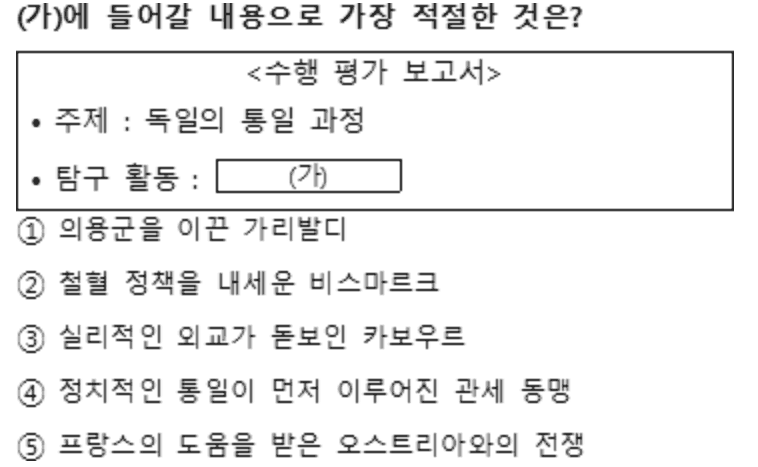 (가)에 들어갈 내용으로 가장 적절한 것은?
<수행 평가 보고서>
• 주제 : 독일의 통일 과정
• 탐구 활동 : (가)
① 의용군을 이끈 가리발디
② 철혈 정책을 내세운 비스마르크
③ 실리적인 외교가 돋보인 카보우르
④ 정치적인 통일이 먼저 이루어진 관세 동맹
⑤ 프랑스의 도움을 받은 오스트리아와의 전쟁